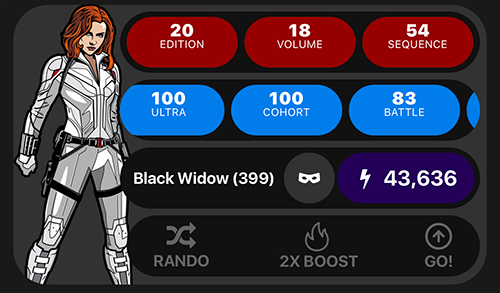 20 18 54
EDITION VOLUME SEQUENCE
100 100 83
ULTRA COHORT BATTLE
Black Widow (399) 43,636
RANDO 2X BOOST GO!